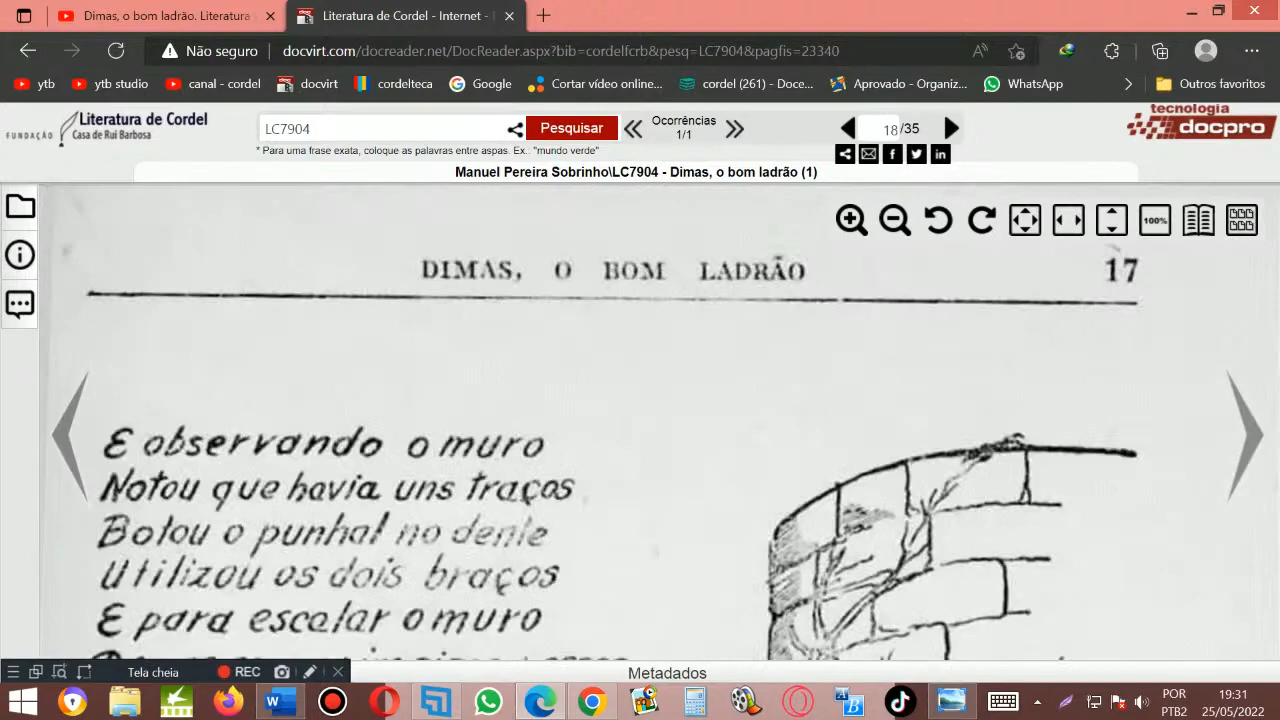 Dimas, o bom ladrão. Literatura
Literatura de Cordel - Internet -
Não seguro
docvirt.com/docreader.net/DocReader.aspx?bib=cordelfcrb&pesq=LC7904&pagfis=23340
ytb
ytb studio
canal - cordel
docvirt
cordelteca
Google
Cortar vídeo online...
cordel (261) - Doce...
Aprovado - Organiz...
WhatsApp
Outros favoritos
FUNDAÇÃO
Literatura de Cordel
Casa de Rui Barbosa
LC7904
Pesquisar
* Para uma frase exata, coloque as palavras entre aspas. Ex.: "mundo verde"
Ocorrências
1/1
18 /35
tecnologia
docpro
Manuel Pereira Sobrinho\LC7904 - Dimas, o bom ladrão (1)
100%
DIMAS, O BOM LADRÃO 17
E observando o muro
Notou que havia uns traços
Botou o punhal no dente
Utilizou os dois braços
E para escalar o muro
Tela cheia
REC
Metadados
POR
PTB2
19:31
25/05/2022